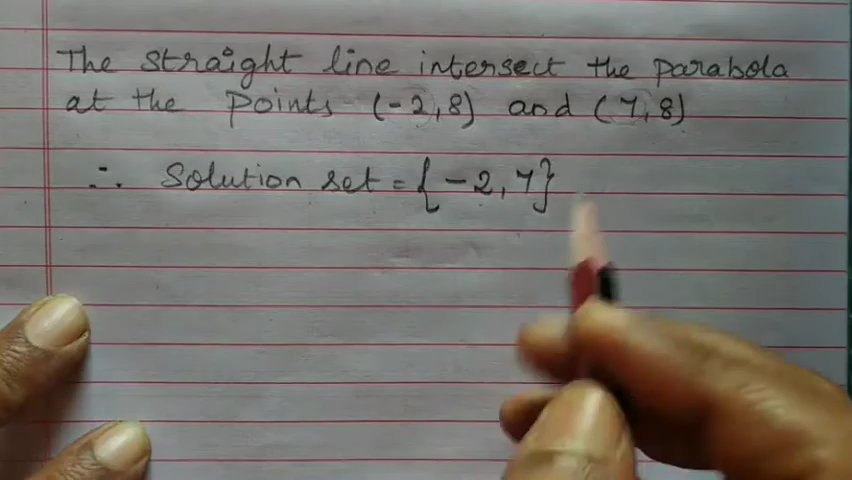 The straight line intersect the parabola
at the points (-2,8) and (7,8)
∴ Solution set = {-2,7}